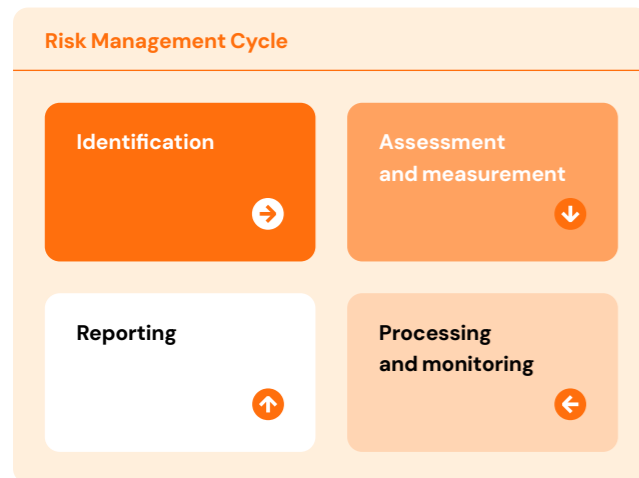 Risk Management Cycle
Identification
Assessment
and measurement
Reporting
Processing
and monitoring